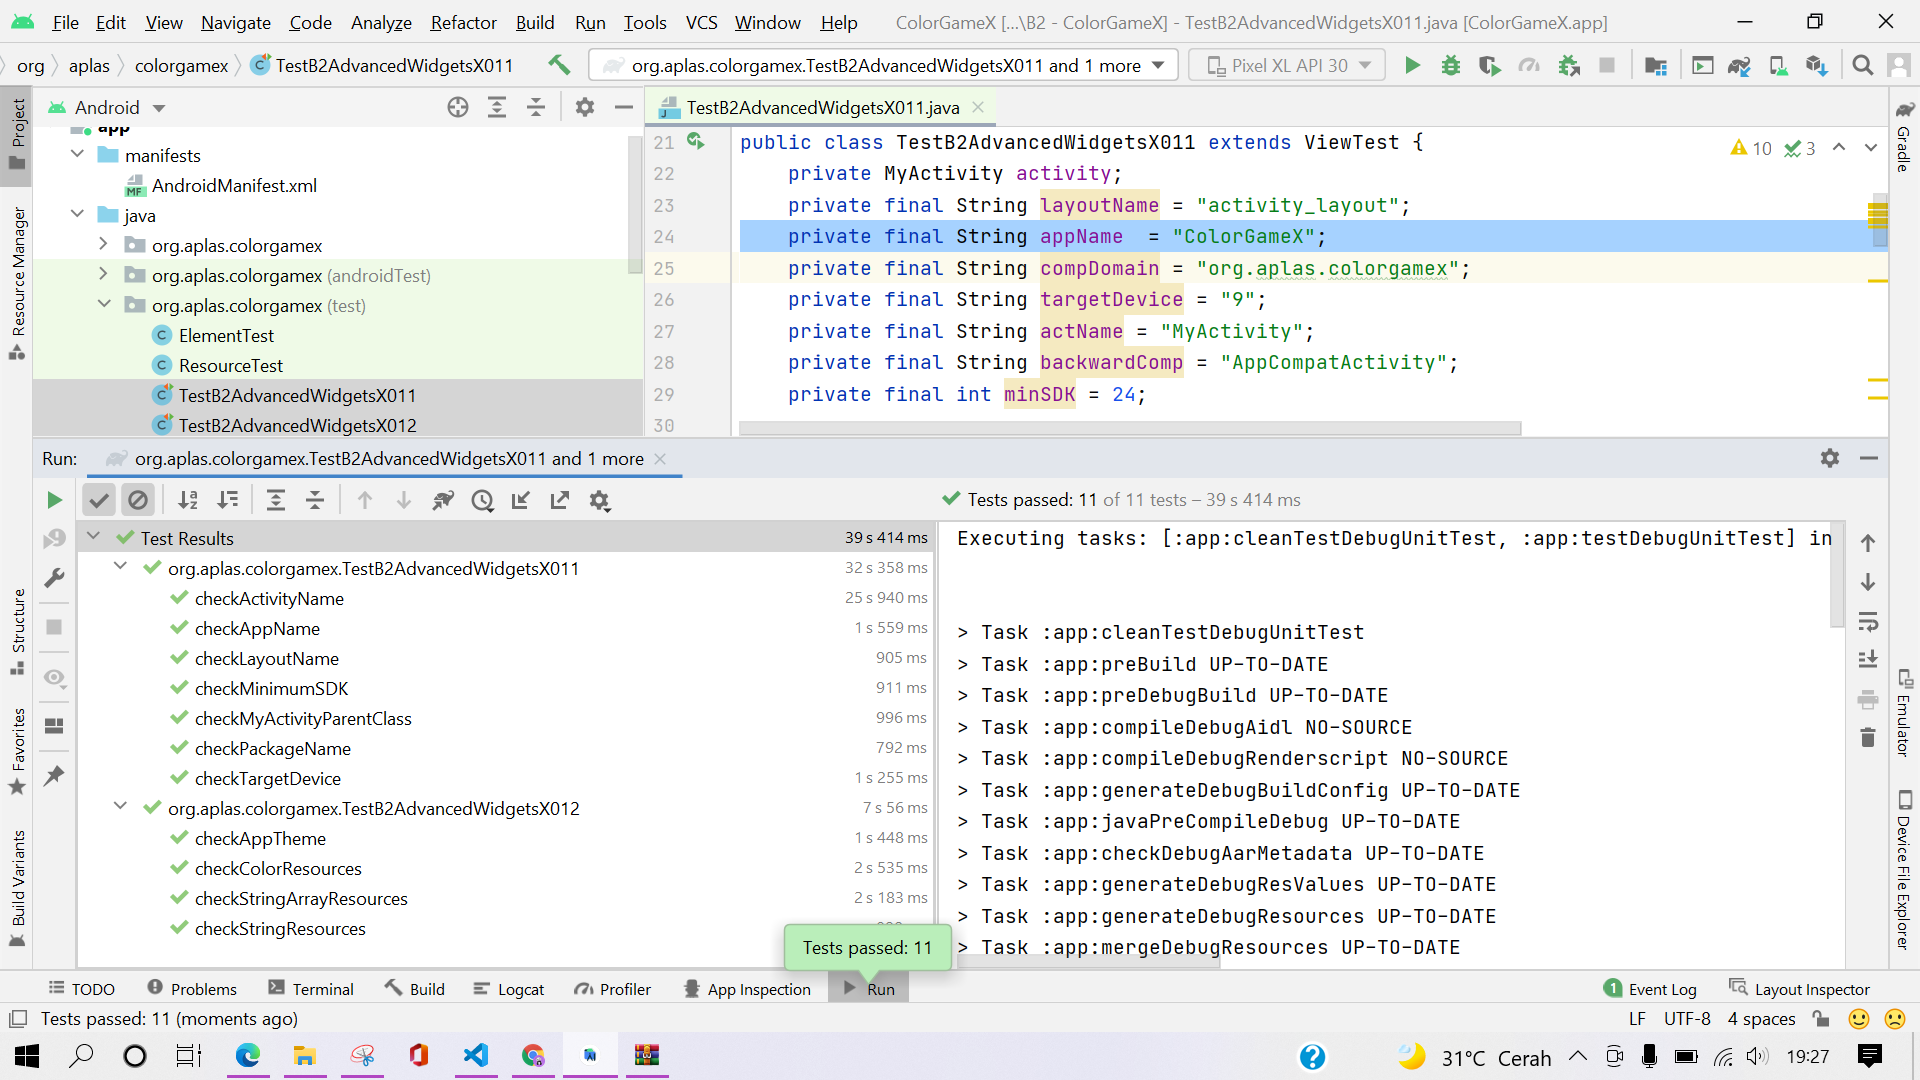 File Edit View Navigate Code Analyze Refactor Build Run Tools VCS Window Help ColorGameX [...\B2 - ColorGameX] - TestB2AdvancedWidgetsX011.java [ColorGameX.app]
org aplas colorgamex TestB2AdvancedWidgetsX011 org.aplas.colorgamex.TestB2AdvancedWidgetsX011 and 1 more Pixel XL API 30
Project
Resource Manager
Structure
Favorites
Build Variants
Android
app
manifests
AndroidManifest.xml
java
org.aplas.colorgamex
org.aplas.colorgamex (androidTest)
org.aplas.colorgamex (test)
ElementTest
ResourceTest
TestB2AdvancedWidgetsX011
TestB2AdvancedWidgetsX012
TestB2AdvancedWidgetsX011.java
10 3
21 public class TestB2AdvancedWidgetsX011 extends ViewTest {
22 private MyActivity activity;
23 private final String layoutName = "activity_layout";
24 private final String appName = "ColorGameX";
25 private final String compDomain = "org.aplas.colorgamex";
26 private final String targetDevice = "9";
27 private final String actName = "MyActivity";
28 private final String backwardComp = "AppCompatActivity";
29 private final int minSDK = 24;
30
Gradle
Emulator
Device File Explorer
Run: org.aplas.colorgamex.TestB2AdvancedWidgetsX011 and 1 more
Tests passed: 11 of 11 tests – 39 s 414 ms
Test Results 39 s 414 ms
org.aplas.colorgamex.TestB2AdvancedWidgetsX011 32 s 358 ms
checkActivityName 25 s 940 ms
checkAppName 1 s 559 ms
checkLayoutName 905 ms
checkMinimumSDK 911 ms
checkMyActivityParentClass 996 ms
checkPackageName 792 ms
checkTargetDevice 1 s 255 ms
org.aplas.colorgamex.TestB2AdvancedWidgetsX012 7 s 56 ms
checkAppTheme 1 s 448 ms
checkColorResources 2 s 535 ms
checkStringArrayResources 2 s 183 ms
checkStringResources
Executing tasks: [:app:cleanTestDebugUnitTest, :app:testDebugUnitTest] in
> Task :app:cleanTestDebugUnitTest
> Task :app:preBuild UP-TO-DATE
> Task :app:preDebugBuild UP-TO-DATE
> Task :app:compileDebugAidl NO-SOURCE
> Task :app:compileDebugRenderscript NO-SOURCE
> Task :app:generateDebugBuildConfig UP-TO-DATE
> Task :app:javaPreCompileDebug UP-TO-DATE
> Task :app:checkDebugAarMetadata UP-TO-DATE
> Task :app:generateDebugResValues UP-TO-DATE
> Task :app:generateDebugResources UP-TO-DATE
> Task :app:mergeDebugResources UP-TO-DATE
Tests passed: 11
TODO Problems Terminal Build Logcat Profiler App Inspection Run 1 Event Log Layout Inspector
Tests passed: 11 (moments ago) LF UTF-8 4 spaces
31°C Cerah 19:27